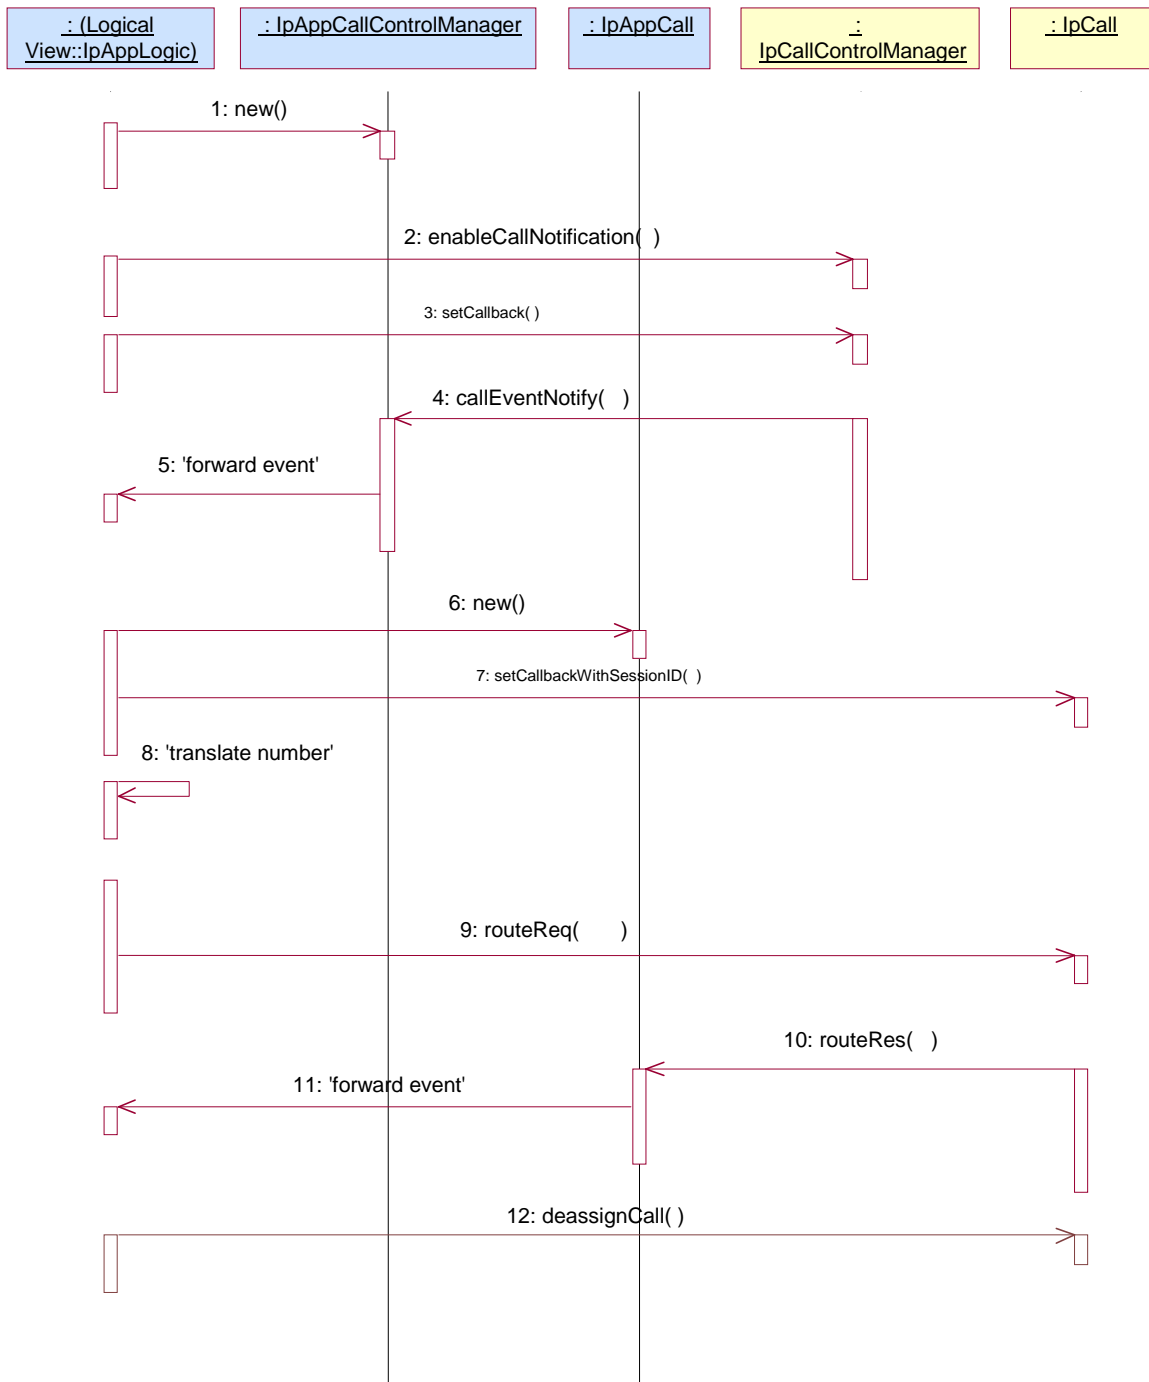 : (Logical
View::IpAppLogic)
: IpAppCallControlManager
: IpAppCall
:
IpCallControlManager
: IpCall
1: new()
2: enableCallNotification(  )
3: setCallback( )
4: callEventNotify(   )
5: 'forward event'
6: new()
7: setCallbackWithSessionID(  )
8: 'translate number'
9: routeReq(       )
10: routeRes(   )
11: 'forward event'
12: deassignCall( )